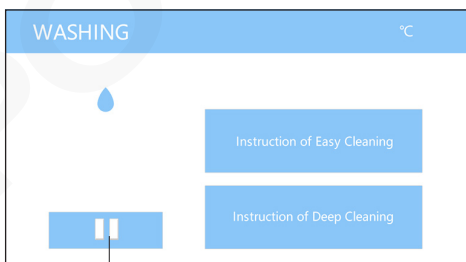 WASHING °C
Instruction of Easy Cleaning
Instruction of Deep Cleaning